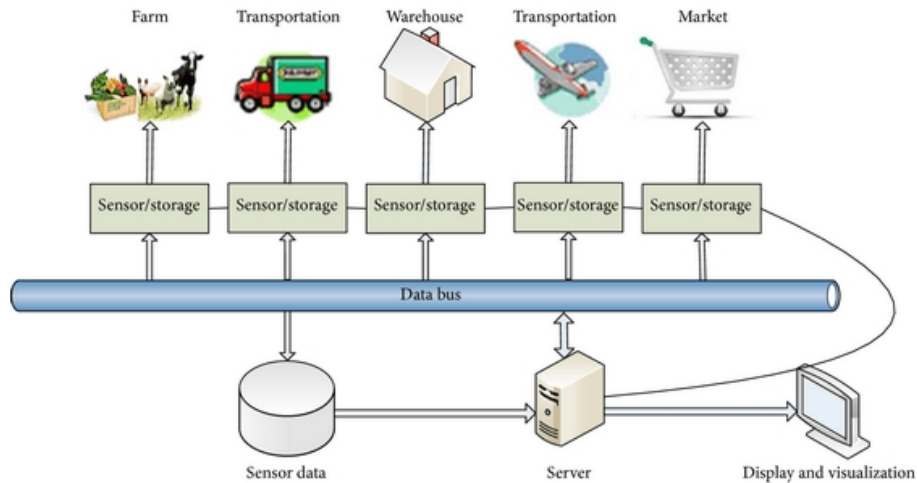 Farm
Transportation
Warehouse
Transportation
Market
Sensor/storage
Sensor/storage
Sensor/storage
Sensor/storage
Sensor/storage
Data bus
Sensor data
Server
Display and visualization